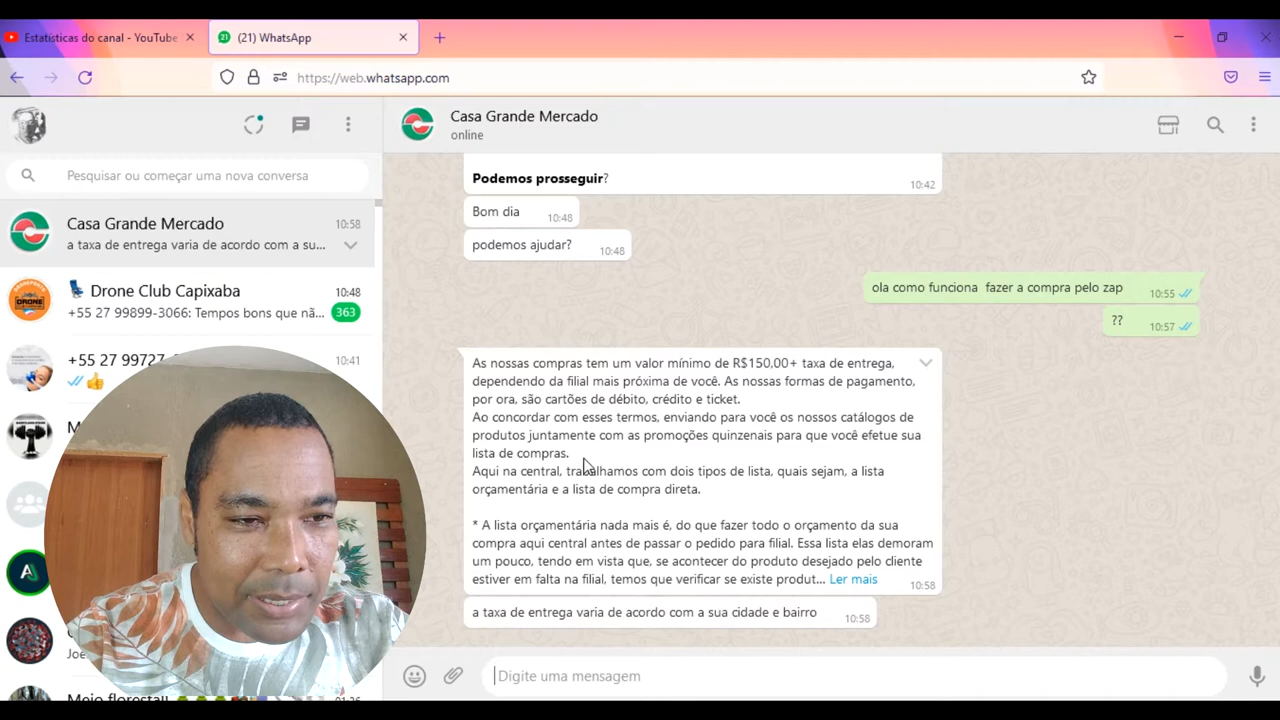 Estatísticas do canal - YouTube
(21) WhatsApp
https://web.whatsapp.com
Casa Grande Mercado
online
Pesquisar ou começar uma nova conversa
Casa Grande Mercado
10:58
a taxa de entrega varia de acordo com a su...
Drone Club Capixaba
10:48
+55 27 99899-3066: Tempos bons que nã...
363
+55 27 99727-
10:41
Joe
Meio floresta!!
01:36
Podemos prosseguir?
10:42
Bom dia
10:48
podemos ajudar?
10:48
ola como funciona fazer a compra pelo zap
10:55
??
10:57
As nossas compras tem um valor mínimo de R$150,00+ taxa de entrega,
dependendo da filial mais próxima de você. As nossas formas de pagamento,
por ora, são cartões de débito, crédito e ticket.
Ao concordar com esses termos, enviando para você os nossos catálogos de
produtos juntamente com as promoções quinzenais para que você efetue sua
lista de compras.
Aqui na central, trabalhamos com dois tipos de lista, quais sejam, a lista
orçamentária e a lista de compra direta.
* A lista orçamentária nada mais é, do que fazer todo o orçamento da sua
compra aqui central antes de passar o pedido para filial. Essa lista elas demoram
um pouco, tendo em vista que, se acontecer do produto desejado pelo cliente
estiver em falta na filial, temos que verificar se existe produt... Ler mais
10:58
a taxa de entrega varia de acordo com a sua cidade e bairro
10:58
Digite uma mensagem